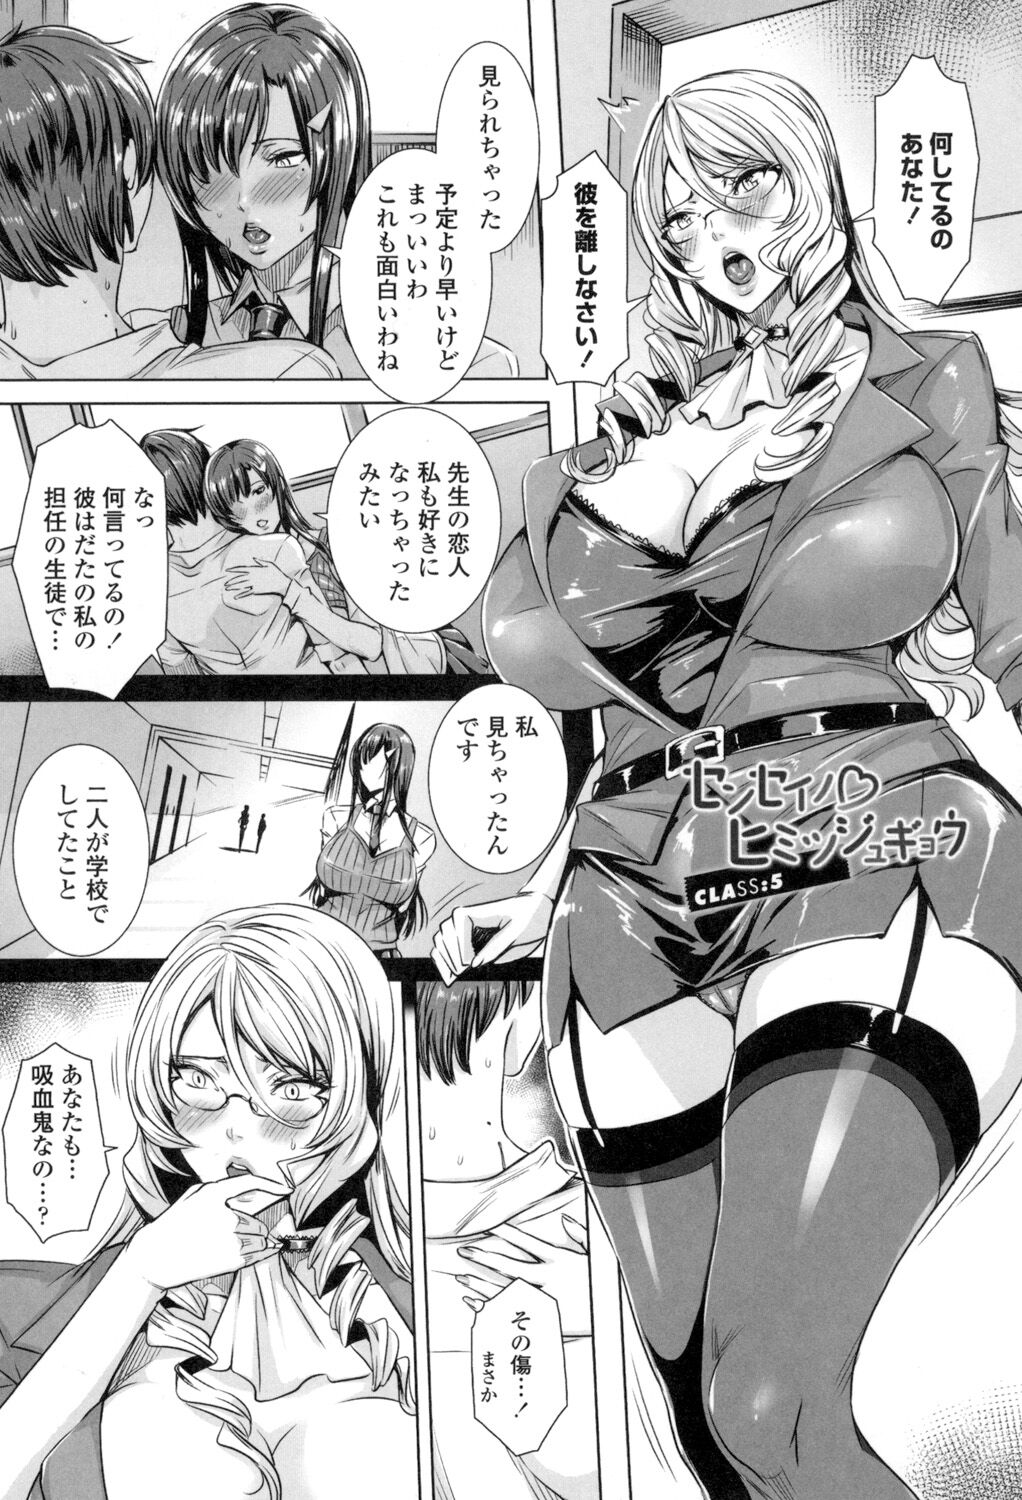 何してるの
あなた！
彼を離しなさい！
センセイノ♡
ヒミツジュギョウ
CLASS:5
見られちゃった
予定より早いけど
まっいいわ
これも面白いわね
先生の恋人
私も好きに
なっちゃった
みたい
なっ
何言ってるの！
彼はだたの私の
担任の生徒で…
私
見ちゃったん
です
二人が学校で
してたこと
その傷…！
まさか
あなたも…
吸血鬼なの…？